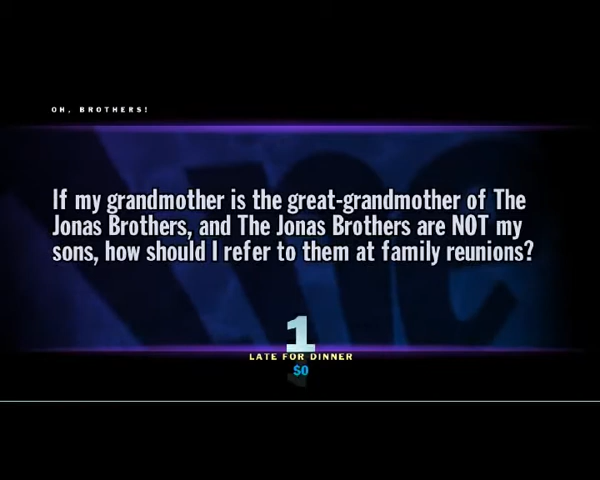 OH, BROTHERS!
If my grandmother is the great-grandmother of The
Jonas Brothers, and The Jonas Brothers are NOT my
sons, how should I refer to them at family reunions?
1
LATE FOR DINNER
$0